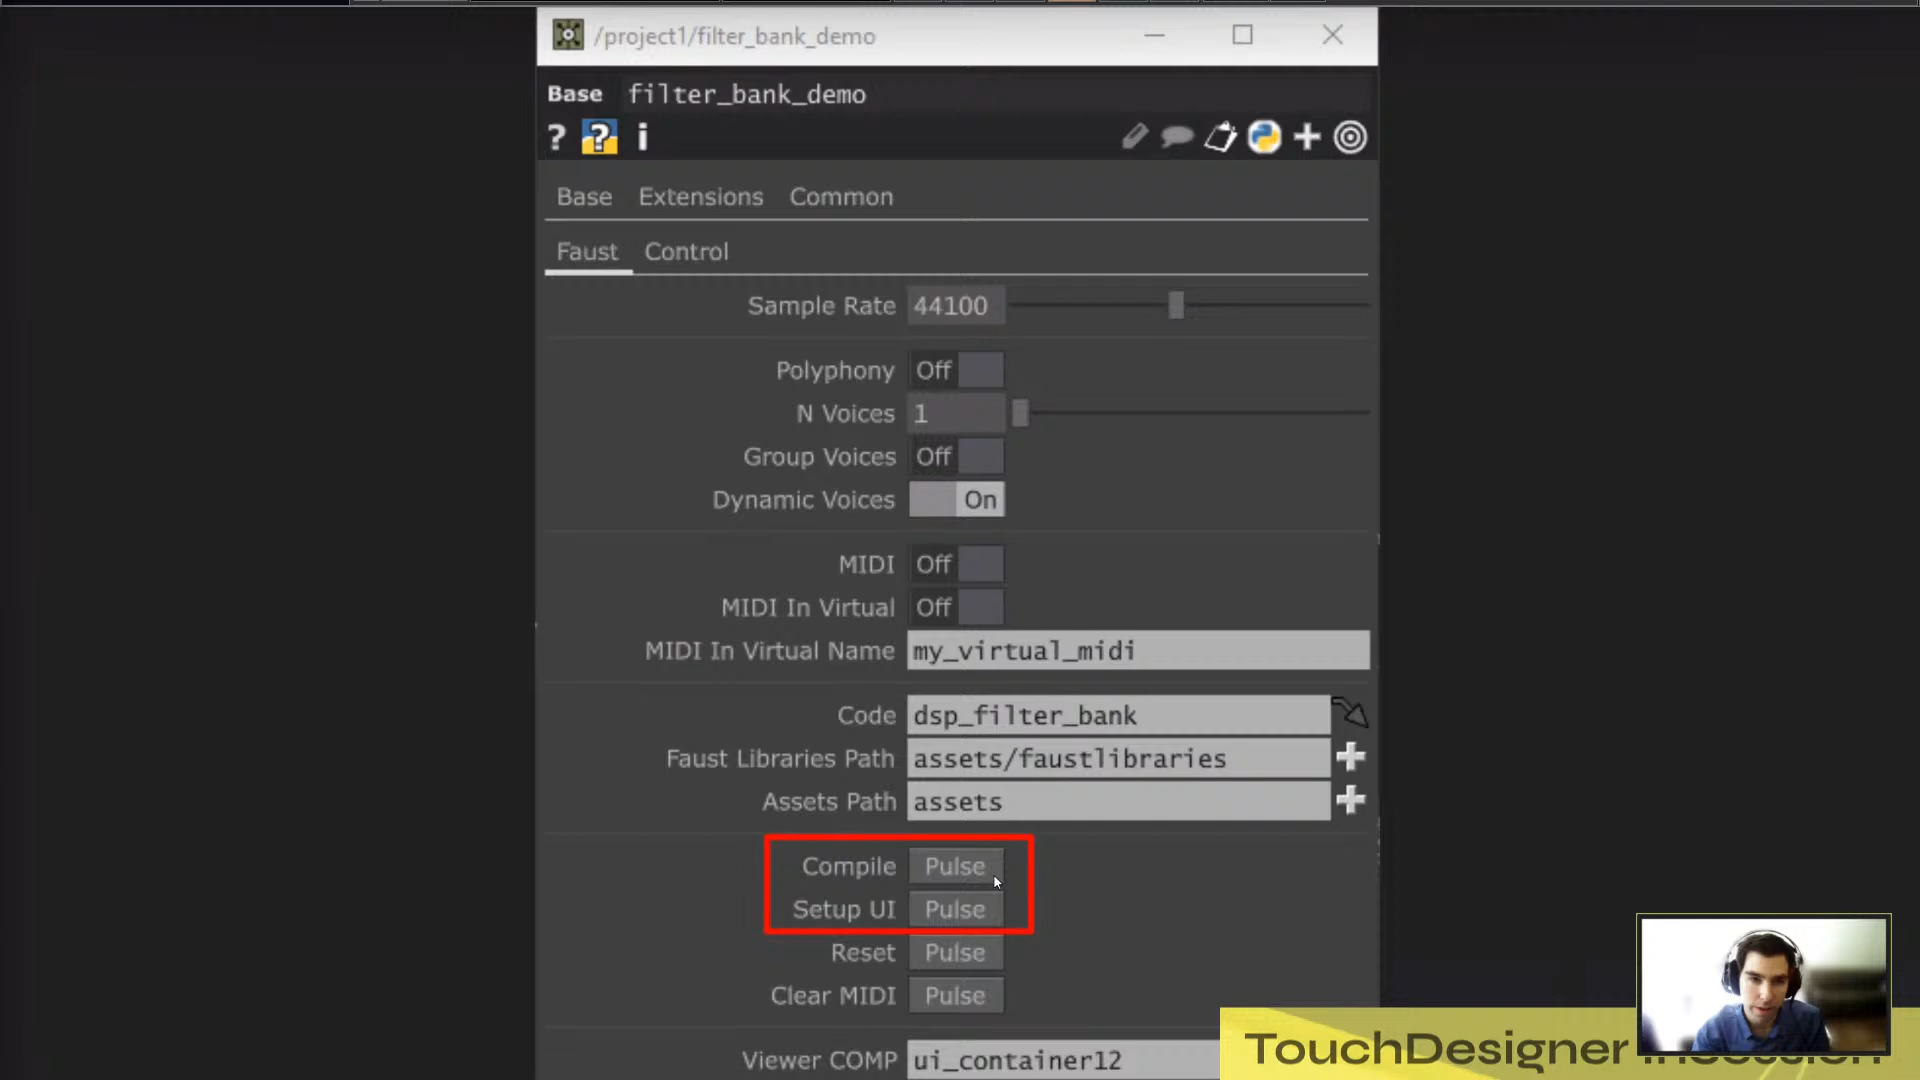 /project1/filter_bank_demo
Base filter_bank_demo
? ? i
Base Extensions Common
Faust Control
Sample Rate 44100
Polyphony Off
N Voices 1
Group Voices Off
Dynamic Voices On
MIDI Off
MIDI In Virtual Off
MIDI In Virtual Name my_virtual_midi
Code dsp_filter_bank
Faust Libraries Path assets/faustlibraries
Assets Path assets
Compile Pulse
Setup UI Pulse
Reset Pulse
Clear MIDI Pulse
Viewer COMP ui_container12
TouchDesigner